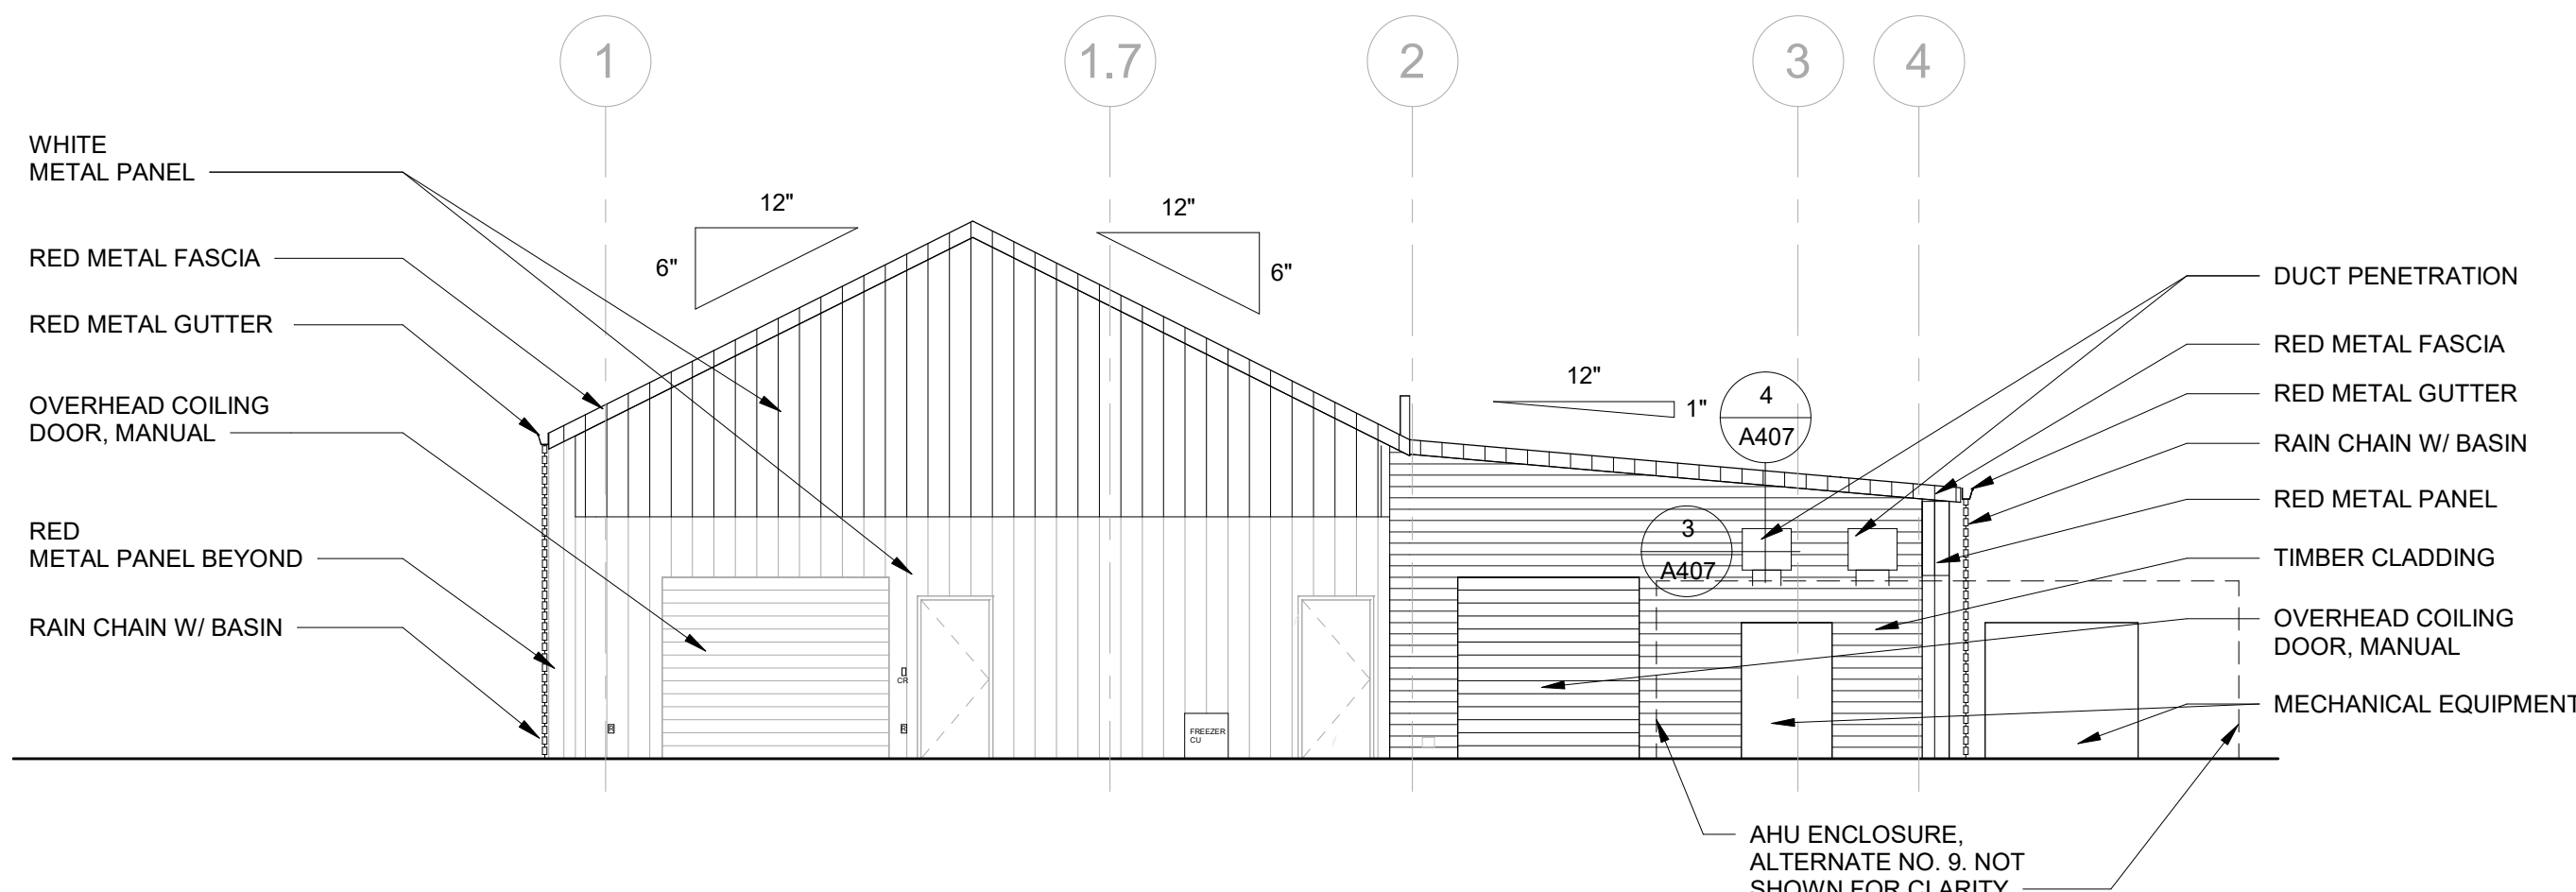 1
1.7
2
3
4
WHITE
METAL PANEL
RED METAL FASCIA
RED METAL GUTTER
OVERHEAD COILING
DOOR, MANUAL
RED
METAL PANEL BEYOND
RAIN CHAIN W/ BASIN
12"
6"
12"
6"
12"
1"
4
A407
3
A407
CR
R
R
FREEZER
CU
DUCT PENETRATION
RED METAL FASCIA
RED METAL GUTTER
RAIN CHAIN W/ BASIN
RED METAL PANEL
TIMBER CLADDING
OVERHEAD COILING
DOOR, MANUAL
MECHANICAL EQUIPMENT
AHU ENCLOSURE,
ALTERNATE NO. 9. NOT
SHOWN FOR CLARITY